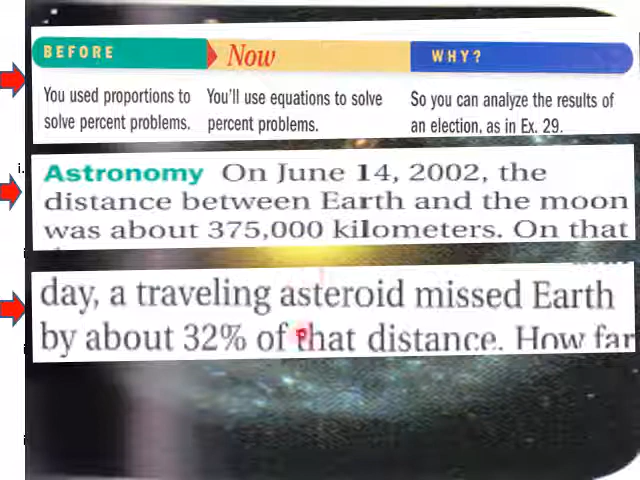 BEFORE
Now
WHY?
You used proportions to
solve percent problems.
You'll use equations to solve
percent problems.
So you can analyze the results of
an election, as in Ex. 29.
i.
Astronomy On June 14, 2002, the
distance between Earth and the moon
was about 375,000 kilometers. On that
day, a traveling asteroid missed Earth
by about 32% of that distance. How far